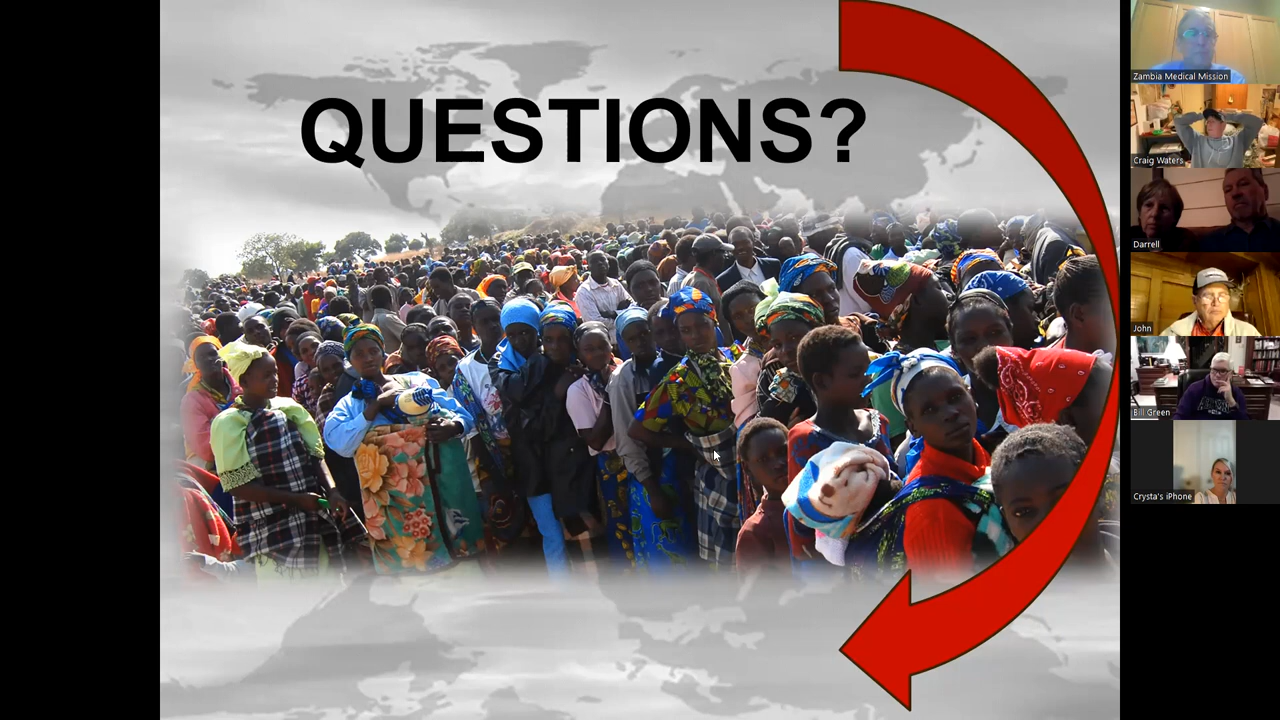 QUESTIONS?
Zambia Medical Mission
Craig Waters
Darrell
John
Bill Green
Crysta's iPhone